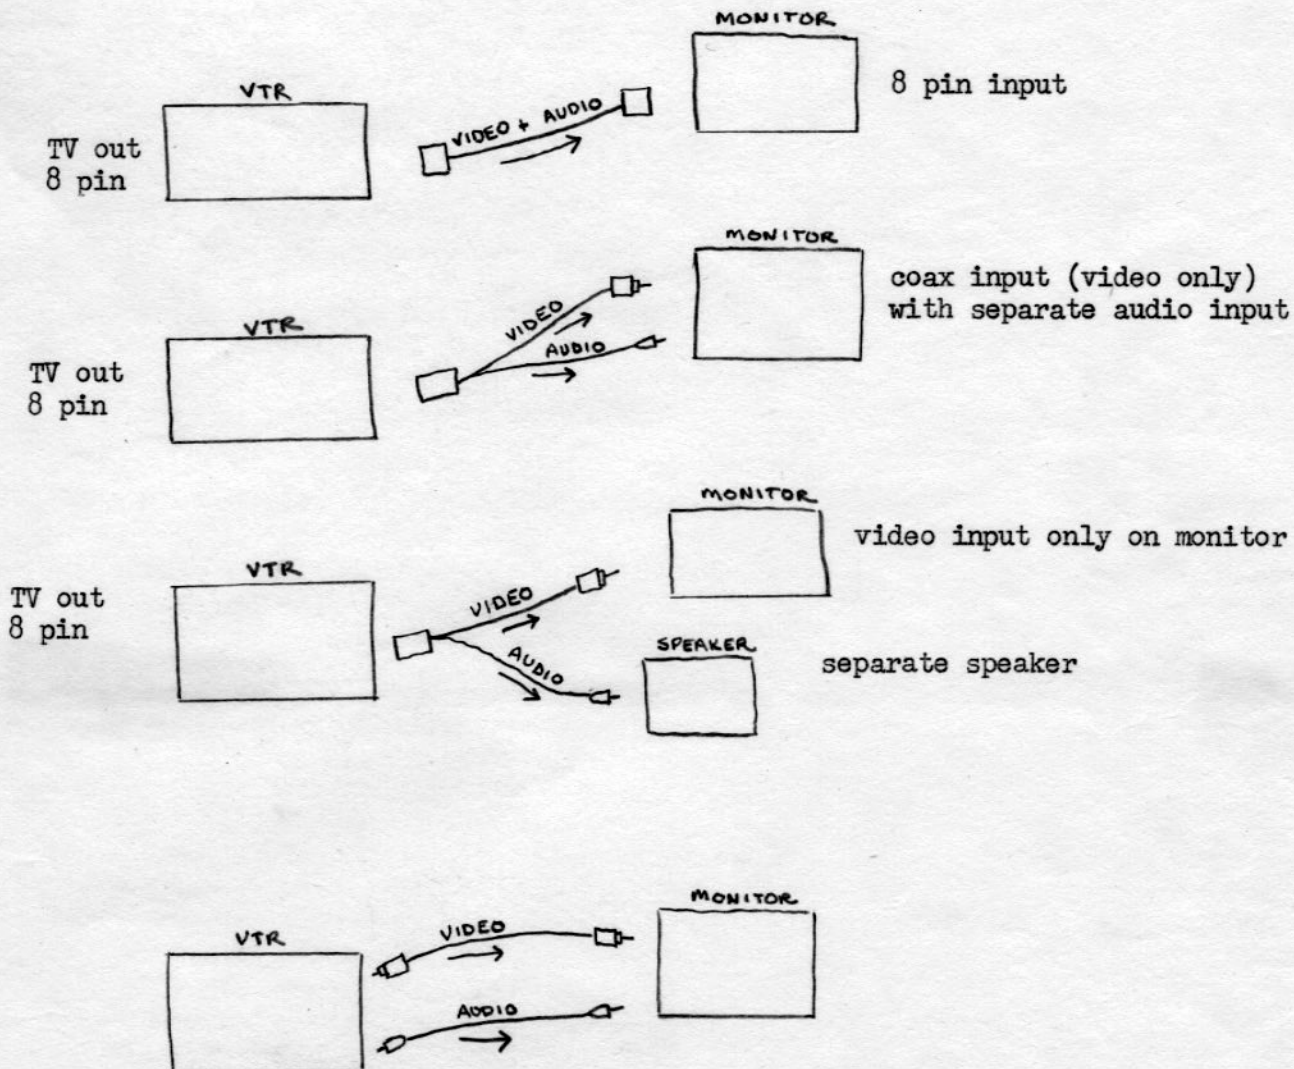 MONITOR
VTR
8 pin input
VIDEO + AUDIO
TV out
8 pin
MONITOR
coax input (video only)
with separate audio input
VIDEO
VTR
AUDIO
TV out
8 pin
MONITOR
video input only on monitor
VTR
TV out
8 pin
VIDEO
SPEAKER
AUDIO
separate speaker
MONITOR
VTR
VIDEO
AUDIO